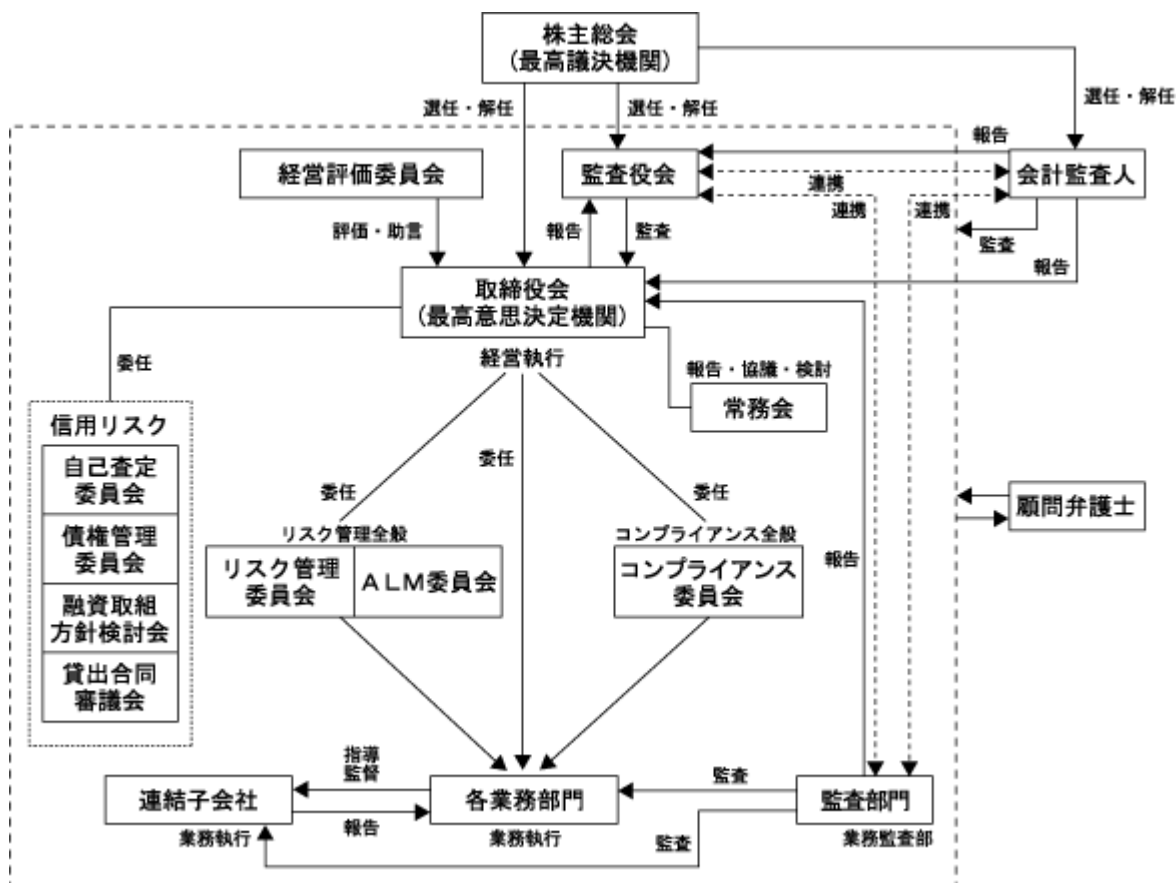 株主総会
(最高議決機関)
選任・解任
選任・解任
選任・解任
経営評価委員会
監査役会
会計監査人
報告
連携
連携
連携
評価・助言
報告
監査
監査
報告
取締役会
(最高意思決定機関)
経営執行
委任
報告・協議・検討
常務会
信用リスク
自己査定
委員会
債権管理
委員会
融資取組
方針検討会
貸出合同
審議会
委任
委任
委任
リスク管理全般
リスク管理
委員会
ALM委員会
コンプライアンス全般
コンプライアンス
委員会
報告
顧問弁護士
指導
監督
連結子会社
業務執行
報告
各業務部門
業務執行
監査
監査
監査部門
業務監査部